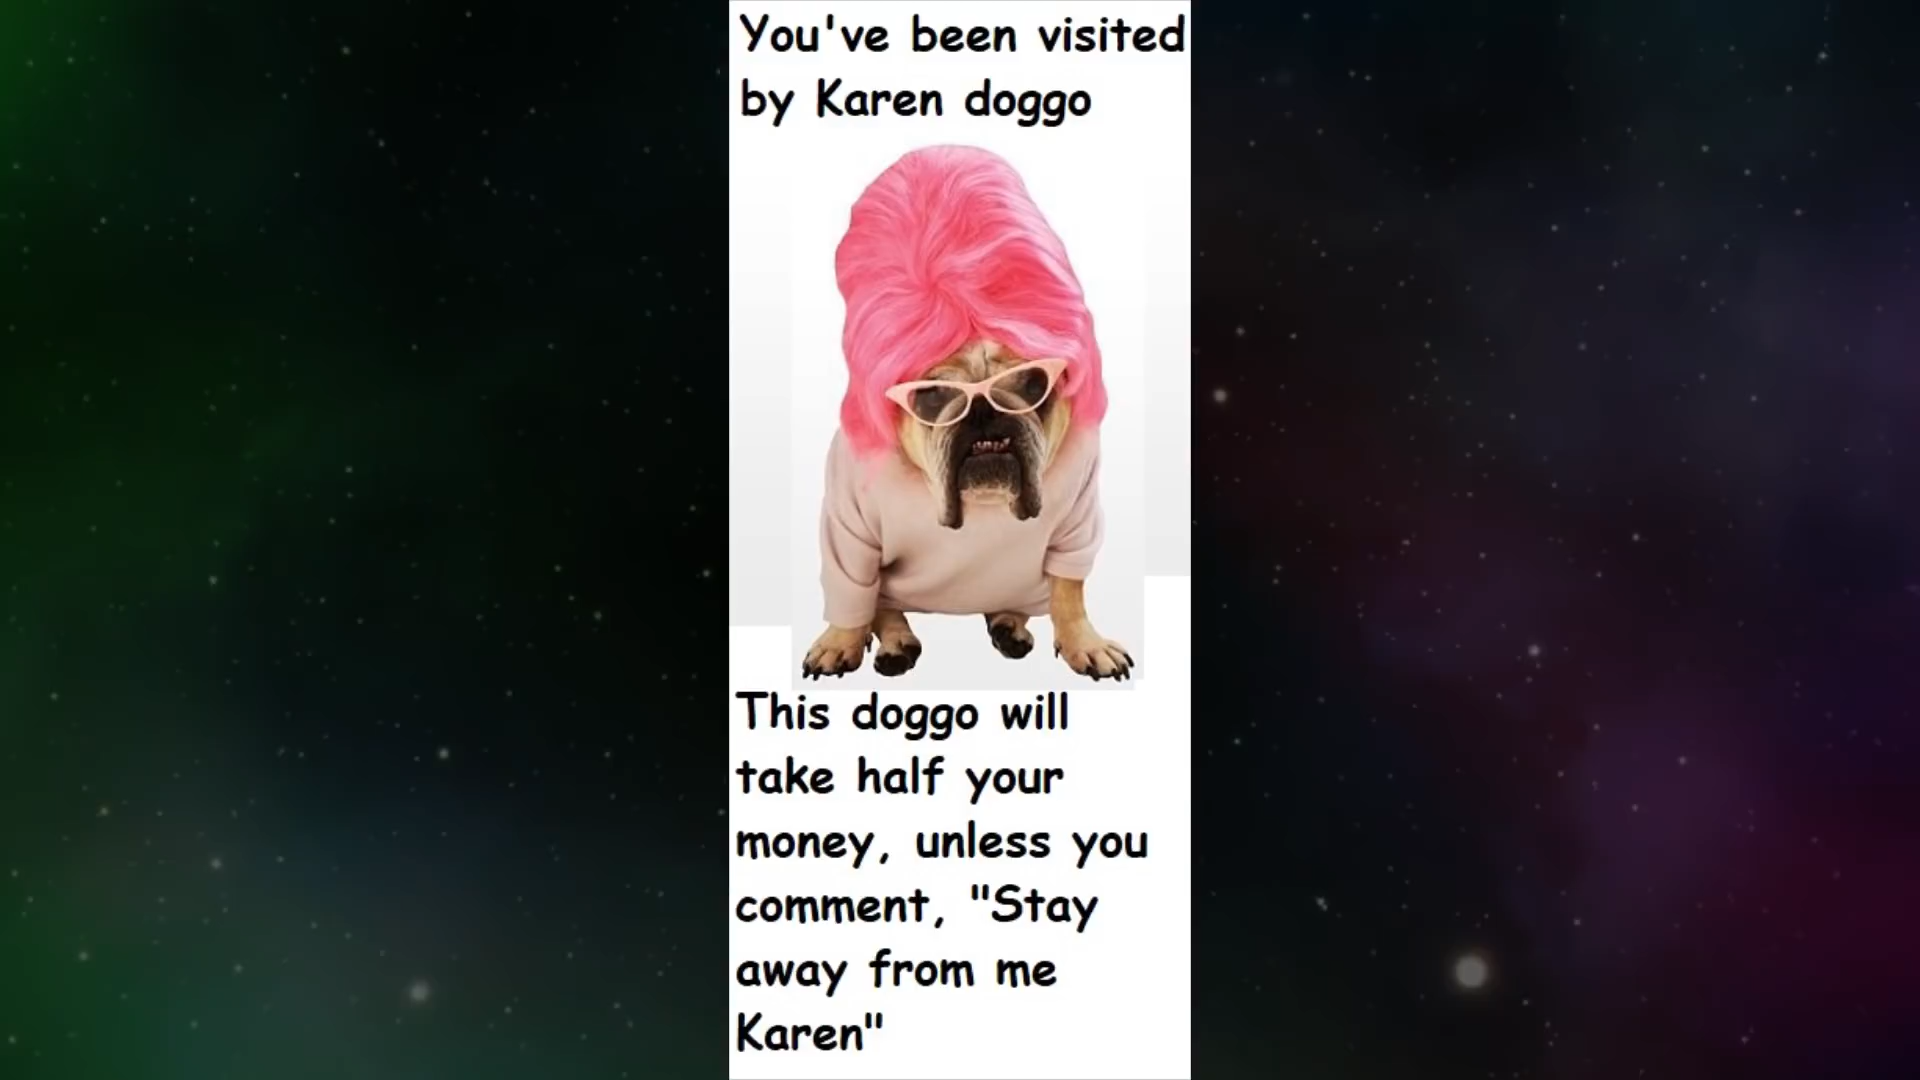 You've been visited
by Karen doggo
This doggo will
take half your
money, unless you
comment, "Stay
away from me
Karen"